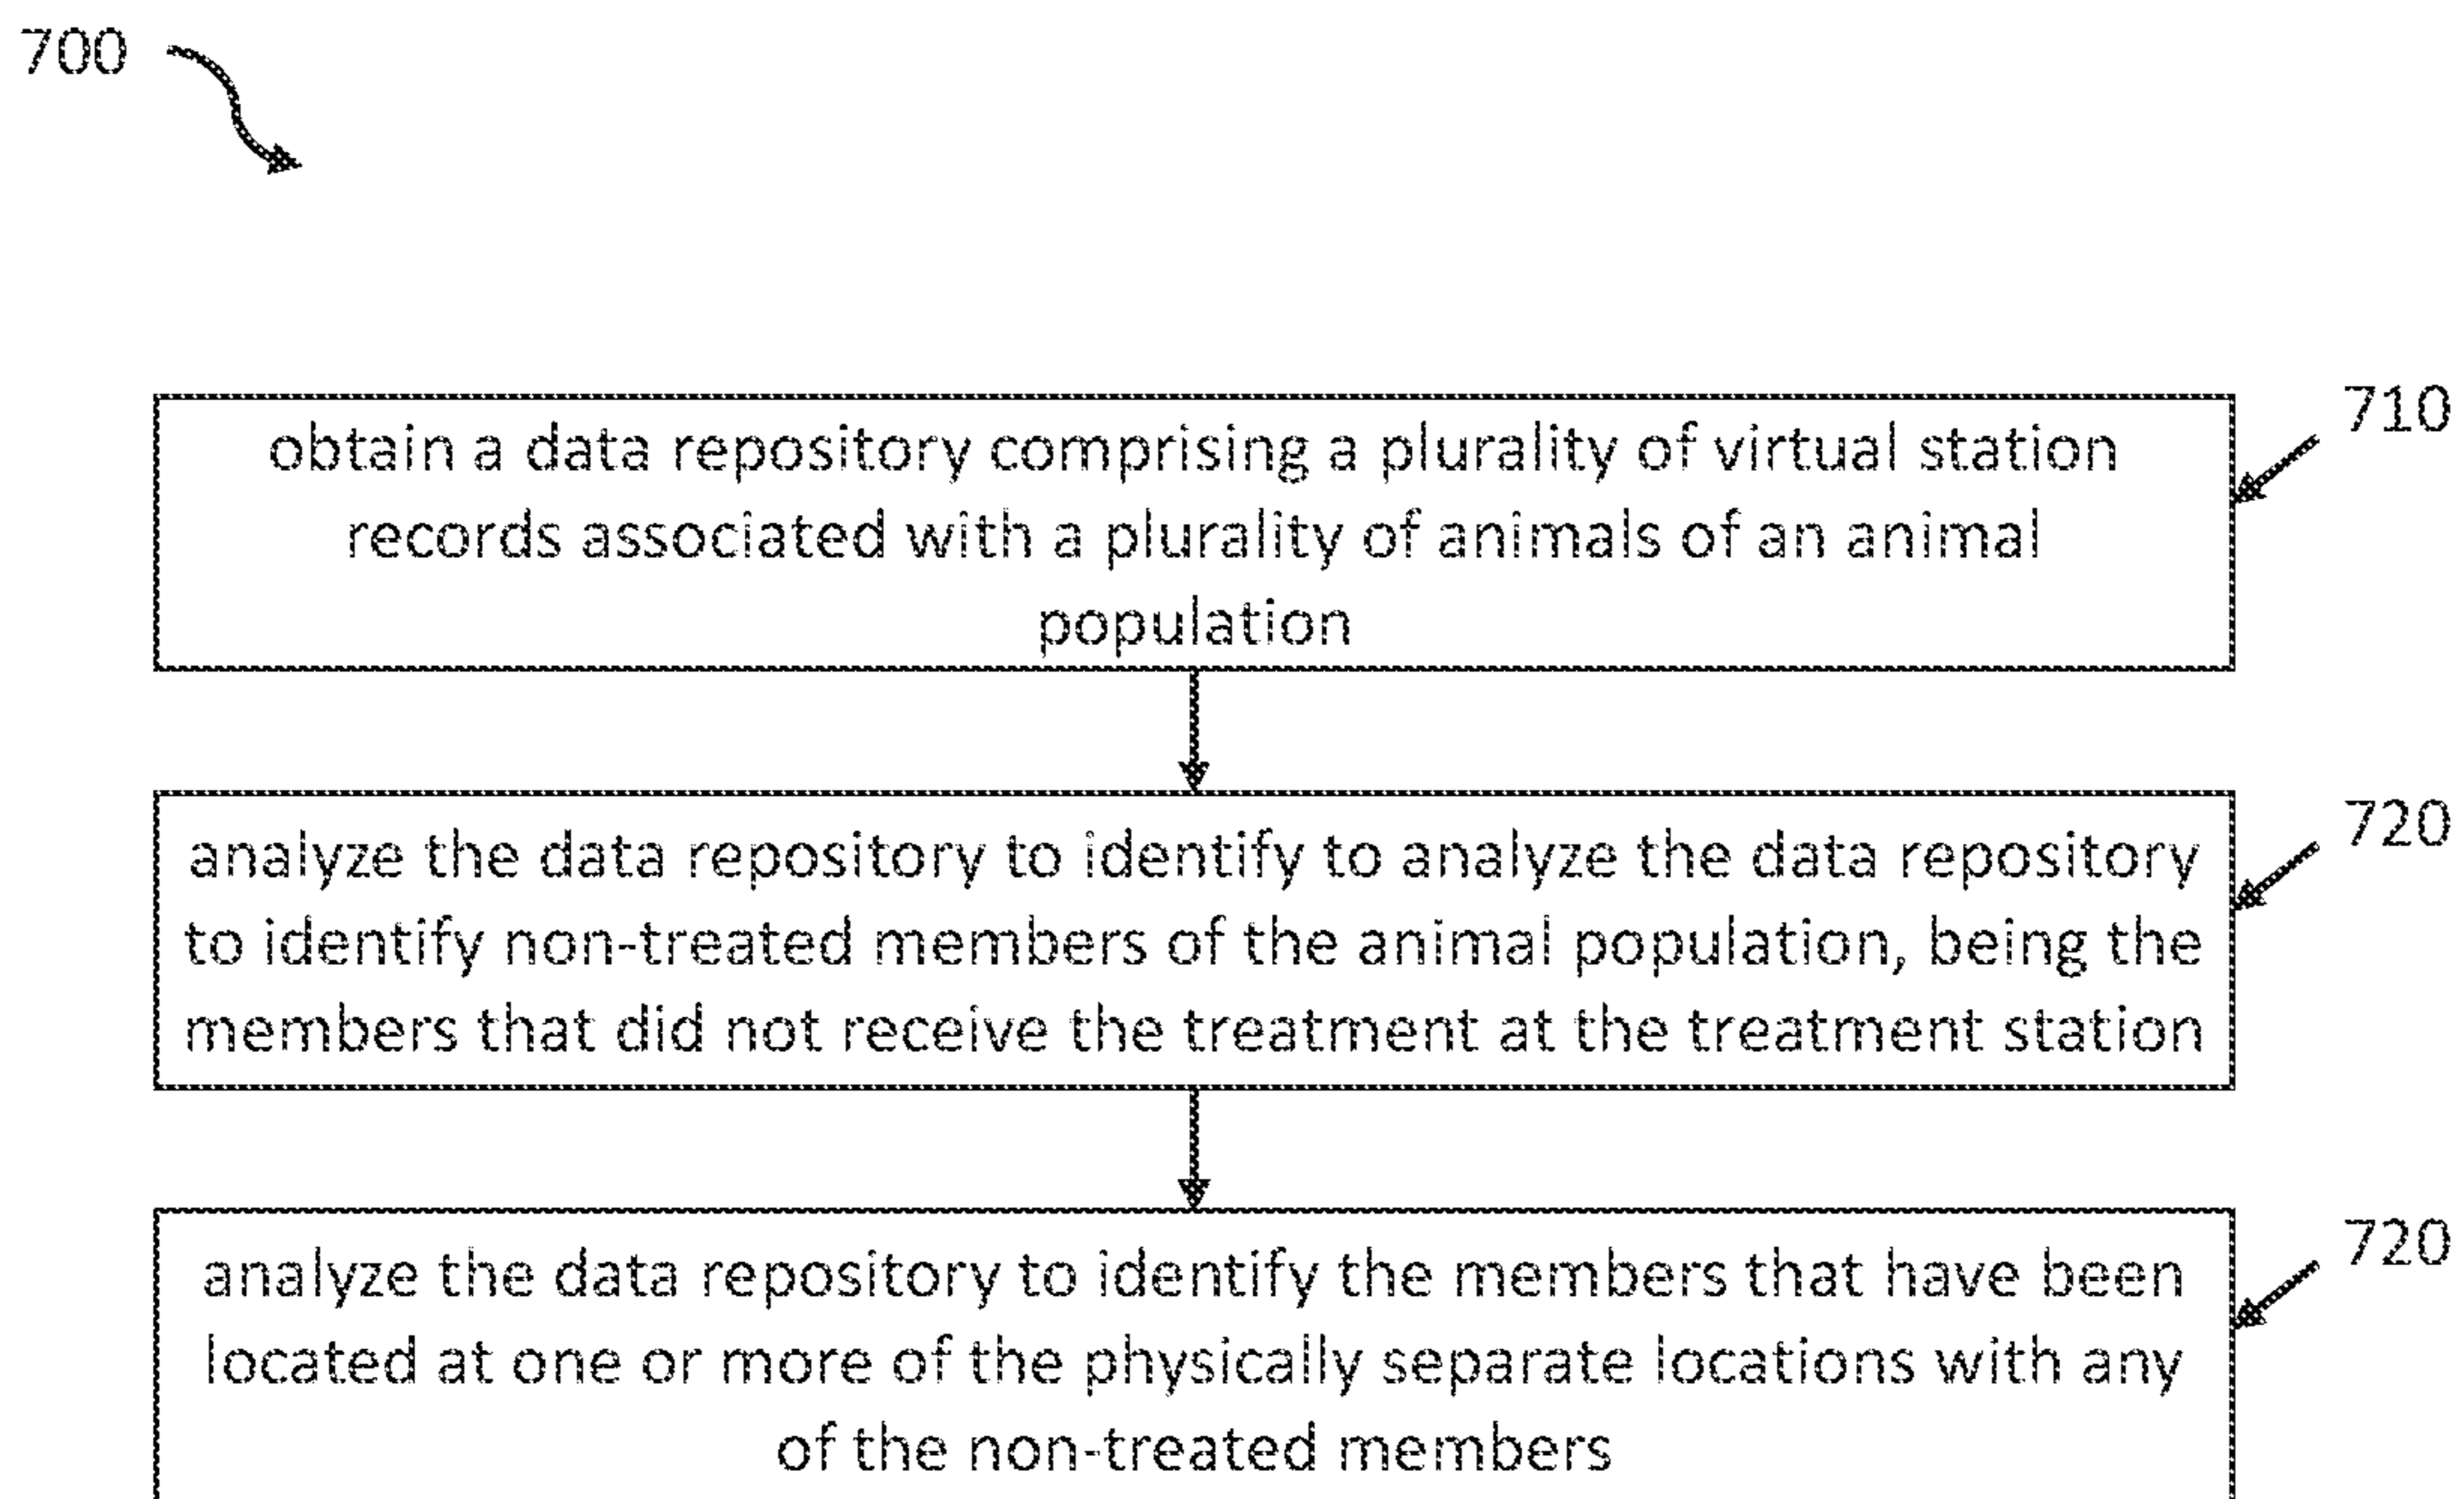 700
710
obtain a data repository comprising a plurality of virtual station
records associated with a plurality of animals of an animal
population
720
analyze the data repository to identify to analyze the data repository
to identify non-treated members of the animal population, being the
members that did not receive the treatment at the treatment station
720
analyze the data repository to identify the members that have been
located at one or more of the physically separate locations with any
of the non-treated members